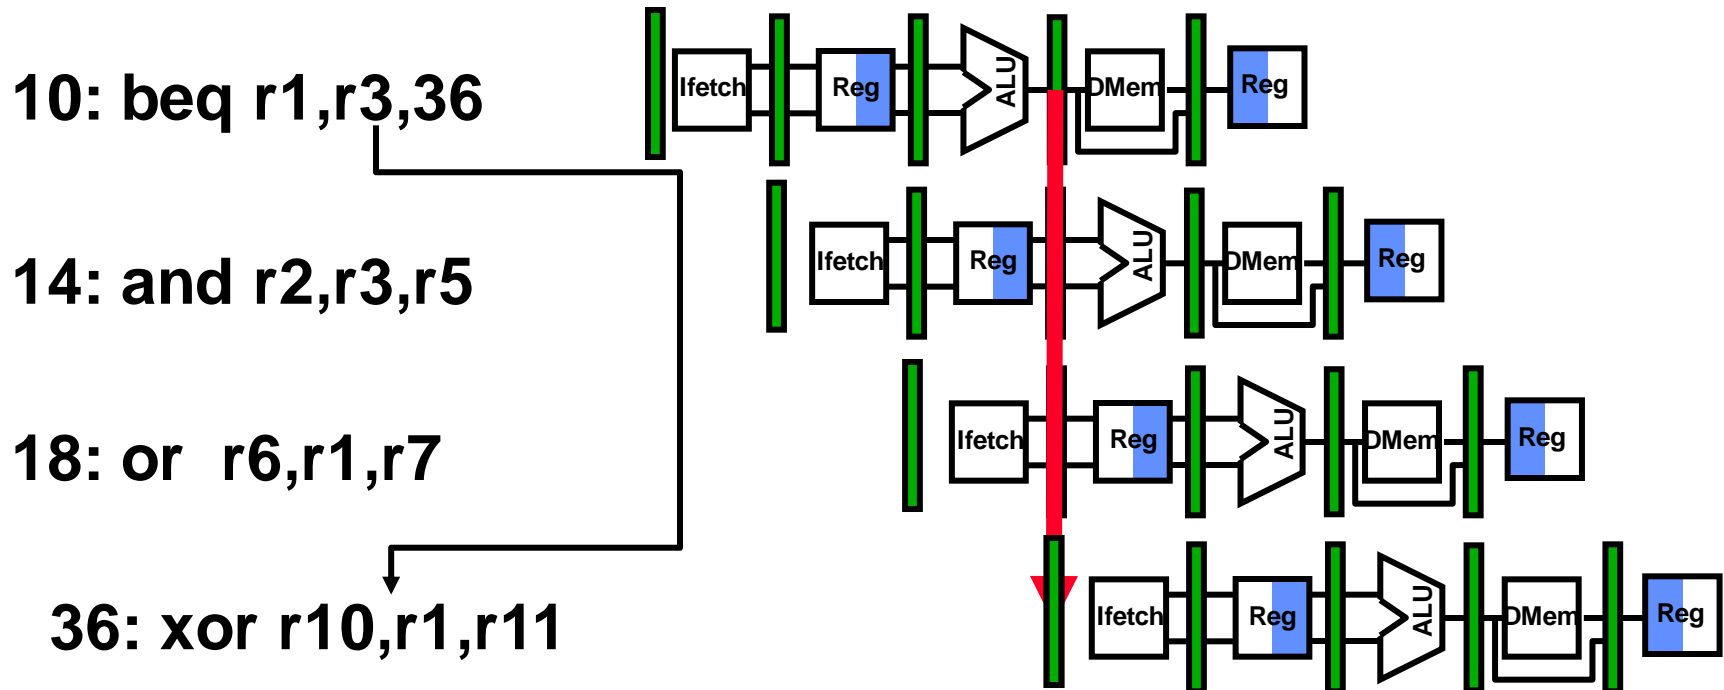 10: beq r1,r3,36
Ifetch Reg ALU DMem Reg
14: and r2,r3,r5
Ifetch Reg ALU DMem Reg
18: or r6,r1,r7
Ifetch Reg ALU DMem Reg
36: xor r10,r1,r11
Ifetch Reg ALU DMem Reg